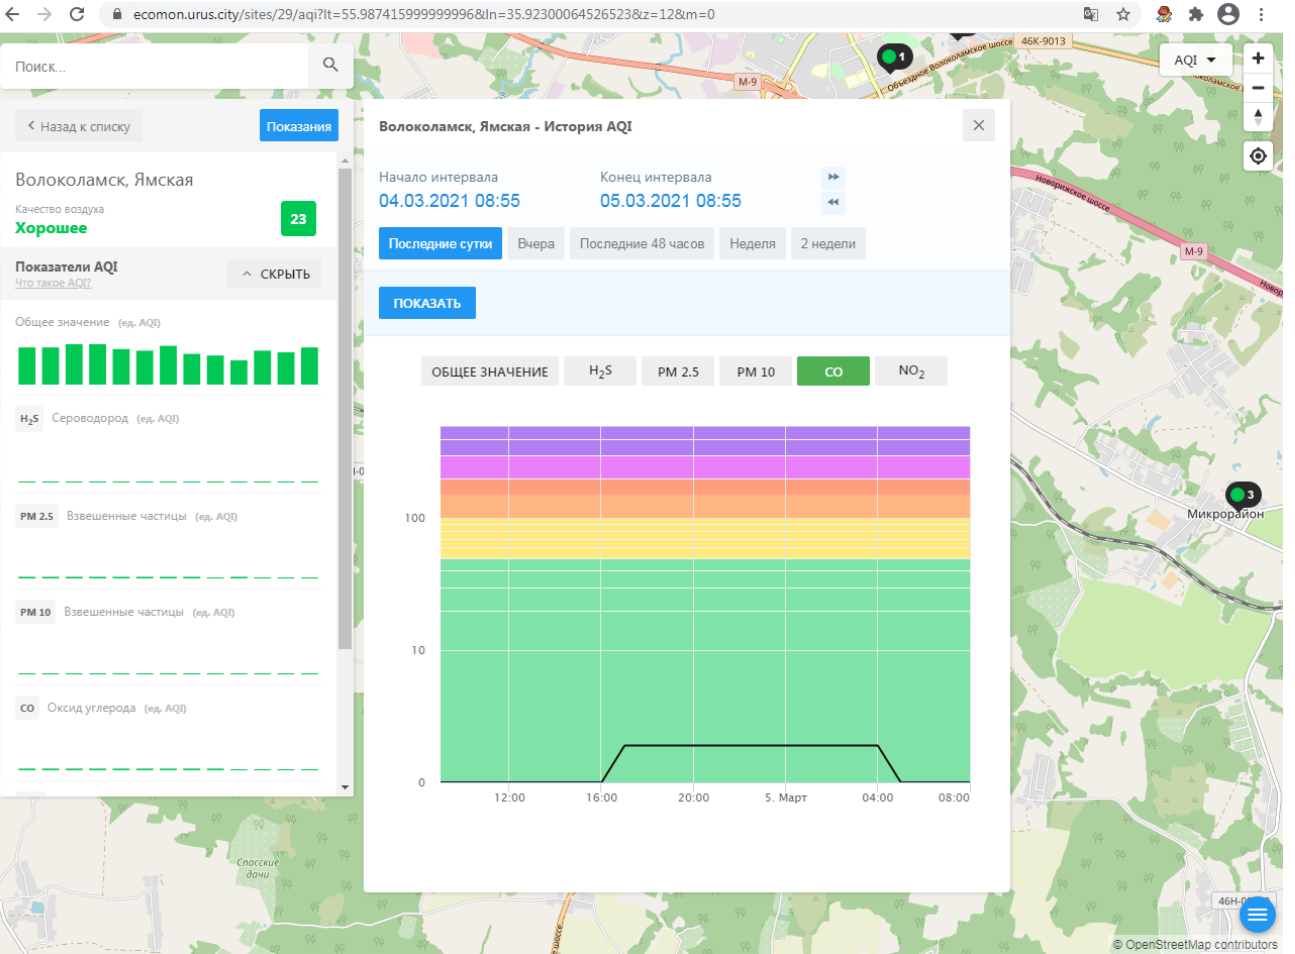 ecomon.urus.city/sites/29/aqi?lt=55.987415999999996&ln=35.92300064526523&z=12&m=0
46К-9013
Объездное Волоколамское шоссе
1
М-9
Поиск...
AQI
Назад к списку
Показания
Волоколамск, Ямская - История AQI
Волоколамск, Ямская
Качество воздуха
Хорошее
23
Начало интервала
Конец интервала
04.03.2021 08:55
05.03.2021 08:55
Новорижское шоссе
М-9
Последние сутки
Вчера
Последние 48 часов
Неделя
2 недели
Показатели AQI
Что такое AQI?
СКРЫТЬ
ПОКАЗАТЬ
Общее значение (ед. AQI)
ОБЩЕЕ ЗНАЧЕНИЕ
H2S
PM 2.5
PM 10
CO
NO2
H2S Сероводород (ед. AQI)
PM 2.5 Взвешенные частицы (ед. AQI)
PM 10 Взвешенные частицы (ед. AQI)
CO Оксид углерода (ед. AQI)
100
10
0
12:00
16:00
20:00
5. Март
04:00
08:00
3
Микрорайон
Спасские
дачи
© OpenStreetMap contributors